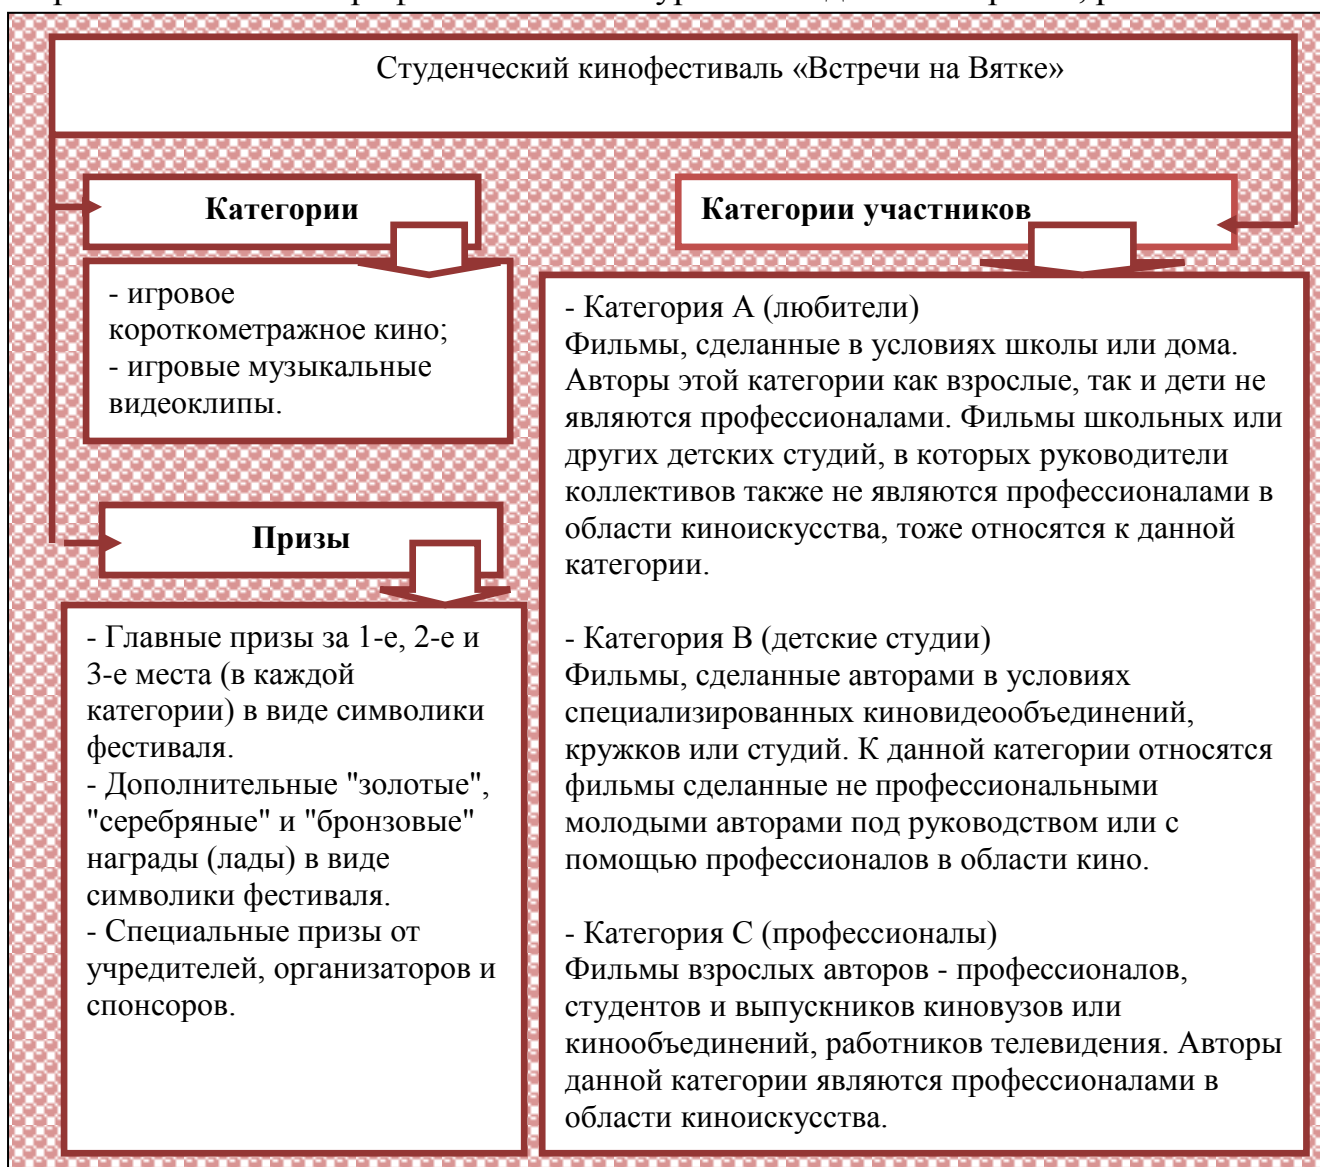 Студенческий кинофестиваль «Встречи на Вятке»
Категории
- игровое
короткометражное кино;
- игровые музыкальные
видеоклипы.
Призы
- Главные призы за 1-е, 2-е и
3-е места (в каждой
категории) в виде символики
фестиваля.
- Дополнительные "золотые",
"серебряные" и "бронзовые"
награды (лады) в виде
символики фестиваля.
- Специальные призы от
учредителей, организаторов и
спонсоров.
Категории участников
- Категория А (любители)
Фильмы, сделанные в условиях школы или дома.
Авторы этой категории как взрослые, так и дети не
являются профессионалами. Фильмы школьных или
других детских студий, в которых руководители
коллективов также не являются профессионалами в
области киноискусства, тоже относятся к данной
категории.
- Категория В (детские студии)
Фильмы, сделанные авторами в условиях
специализированных киновидеообъединений,
кружков или студий. К данной категории относятся
фильмы сделанные не профессиональными
молодыми авторами под руководством или с
помощью профессионалов в области кино.
- Категория С (профессионалы)
Фильмы взрослых авторов - профессионалов,
студентов и выпускников киновузов или
кинообъединений, работников телевидения. Авторы
данной категории являются профессионалами в
области киноискусства.